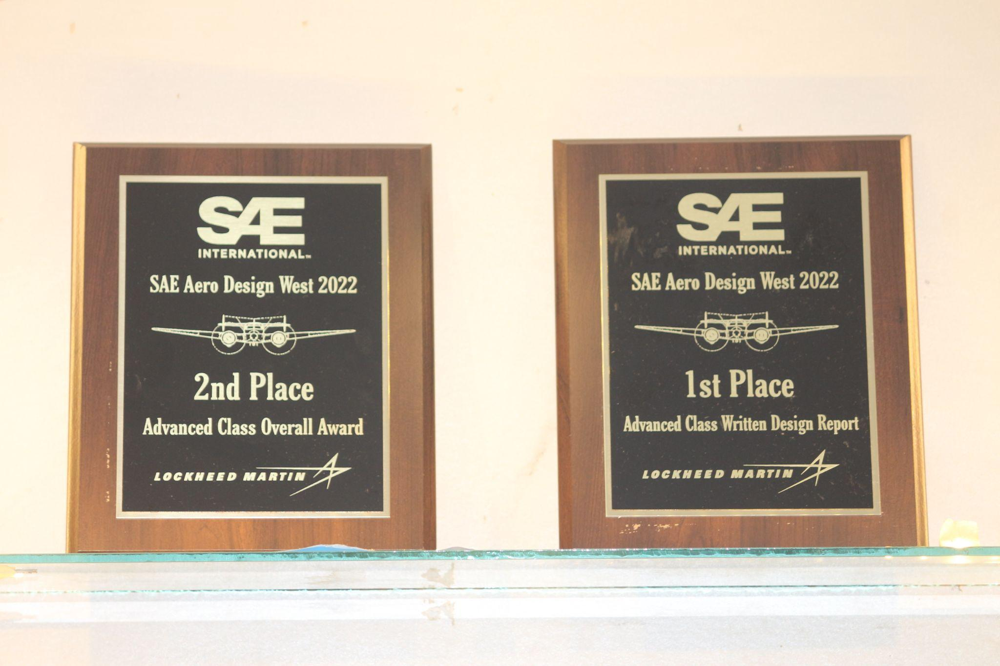 SAE
INTERNATIONAL™
SAE Aero Design West 2022
2nd Place
Advanced Class Overall Award
LOCKHEED MARTIN
SAE
INTERNATIONAL™
SAE Aero Design West 2022
1st Place
Advanced Class Written Design Report
LOCKHEED MARTIN